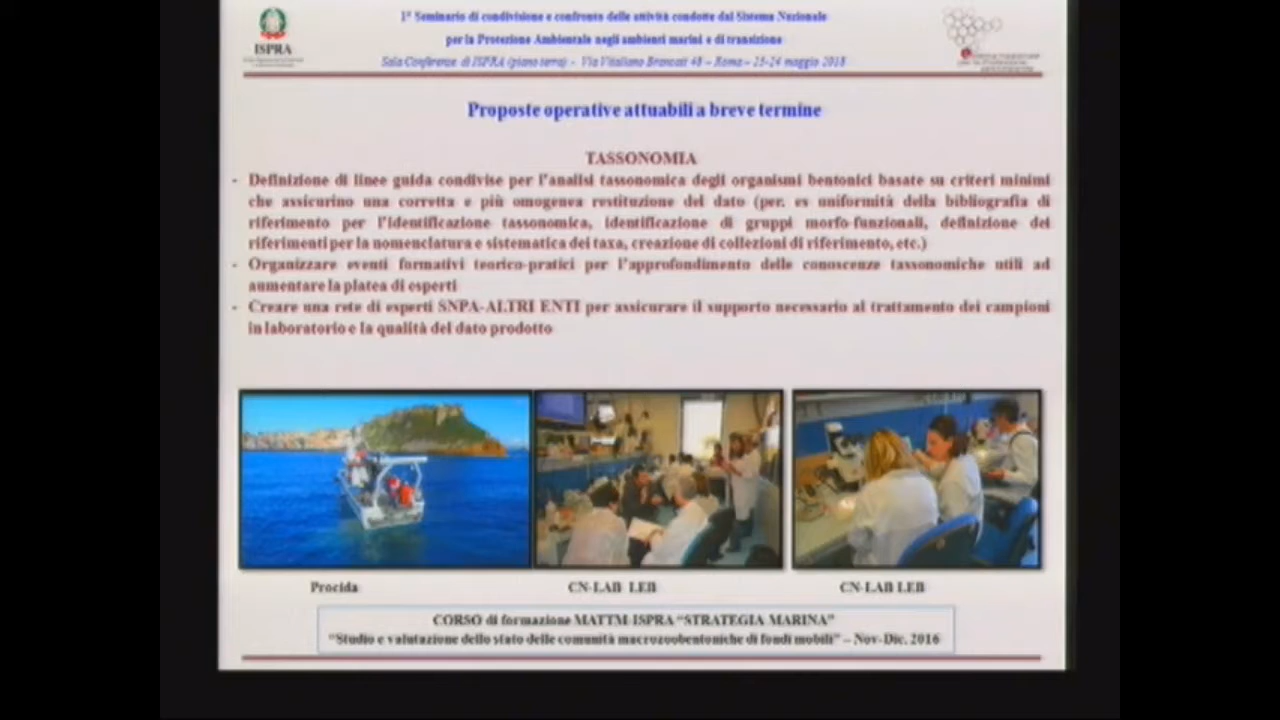 1° Seminario di condivisione e confronto delle attività condotte dal Sistema Nazionale
per la Protezione Ambientale negli ambienti marini e di transizione
Sala Conferenze di ISPRA (piano terra) - Via Vitaliano Brancati 48 – Roma – 23-24 maggio 2018
ISPRA
Proposte operative attuabili a breve termine
TASSONOMIA
- Definizione di linee guida condivise per l'analisi tassonomica degli organismi bentonici basate su criteri minimi
che assicurino una corretta e più omogenea restituzione del dato (per. es uniformità della bibliografia di
riferimento per l'identificazione tassonomica, identificazione di gruppi morfo-funzionali, definizione dei
riferimenti per la nomenclatura e sistematica dei taxa, creazione di collezioni di riferimento, etc.)
- Organizzare eventi formativi teorico-pratici per l'approfondimento delle conoscenze tassonomiche utili ad
aumentare la platea di esperti
- Creare una rete di esperti SNPA-ALTRI ENTI per assicurare il supporto necessario al trattamento dei campioni
in laboratorio e la qualità del dato prodotto
Procida
CN-LAB LEB
CN-LAB LEB
CORSO di formazione MATTM-ISPRA "STRATEGIA MARINA"
"Studio e valutazione dello stato delle comunità macrozoobentoniche di fondi mobili" – Nov-Dic. 2016